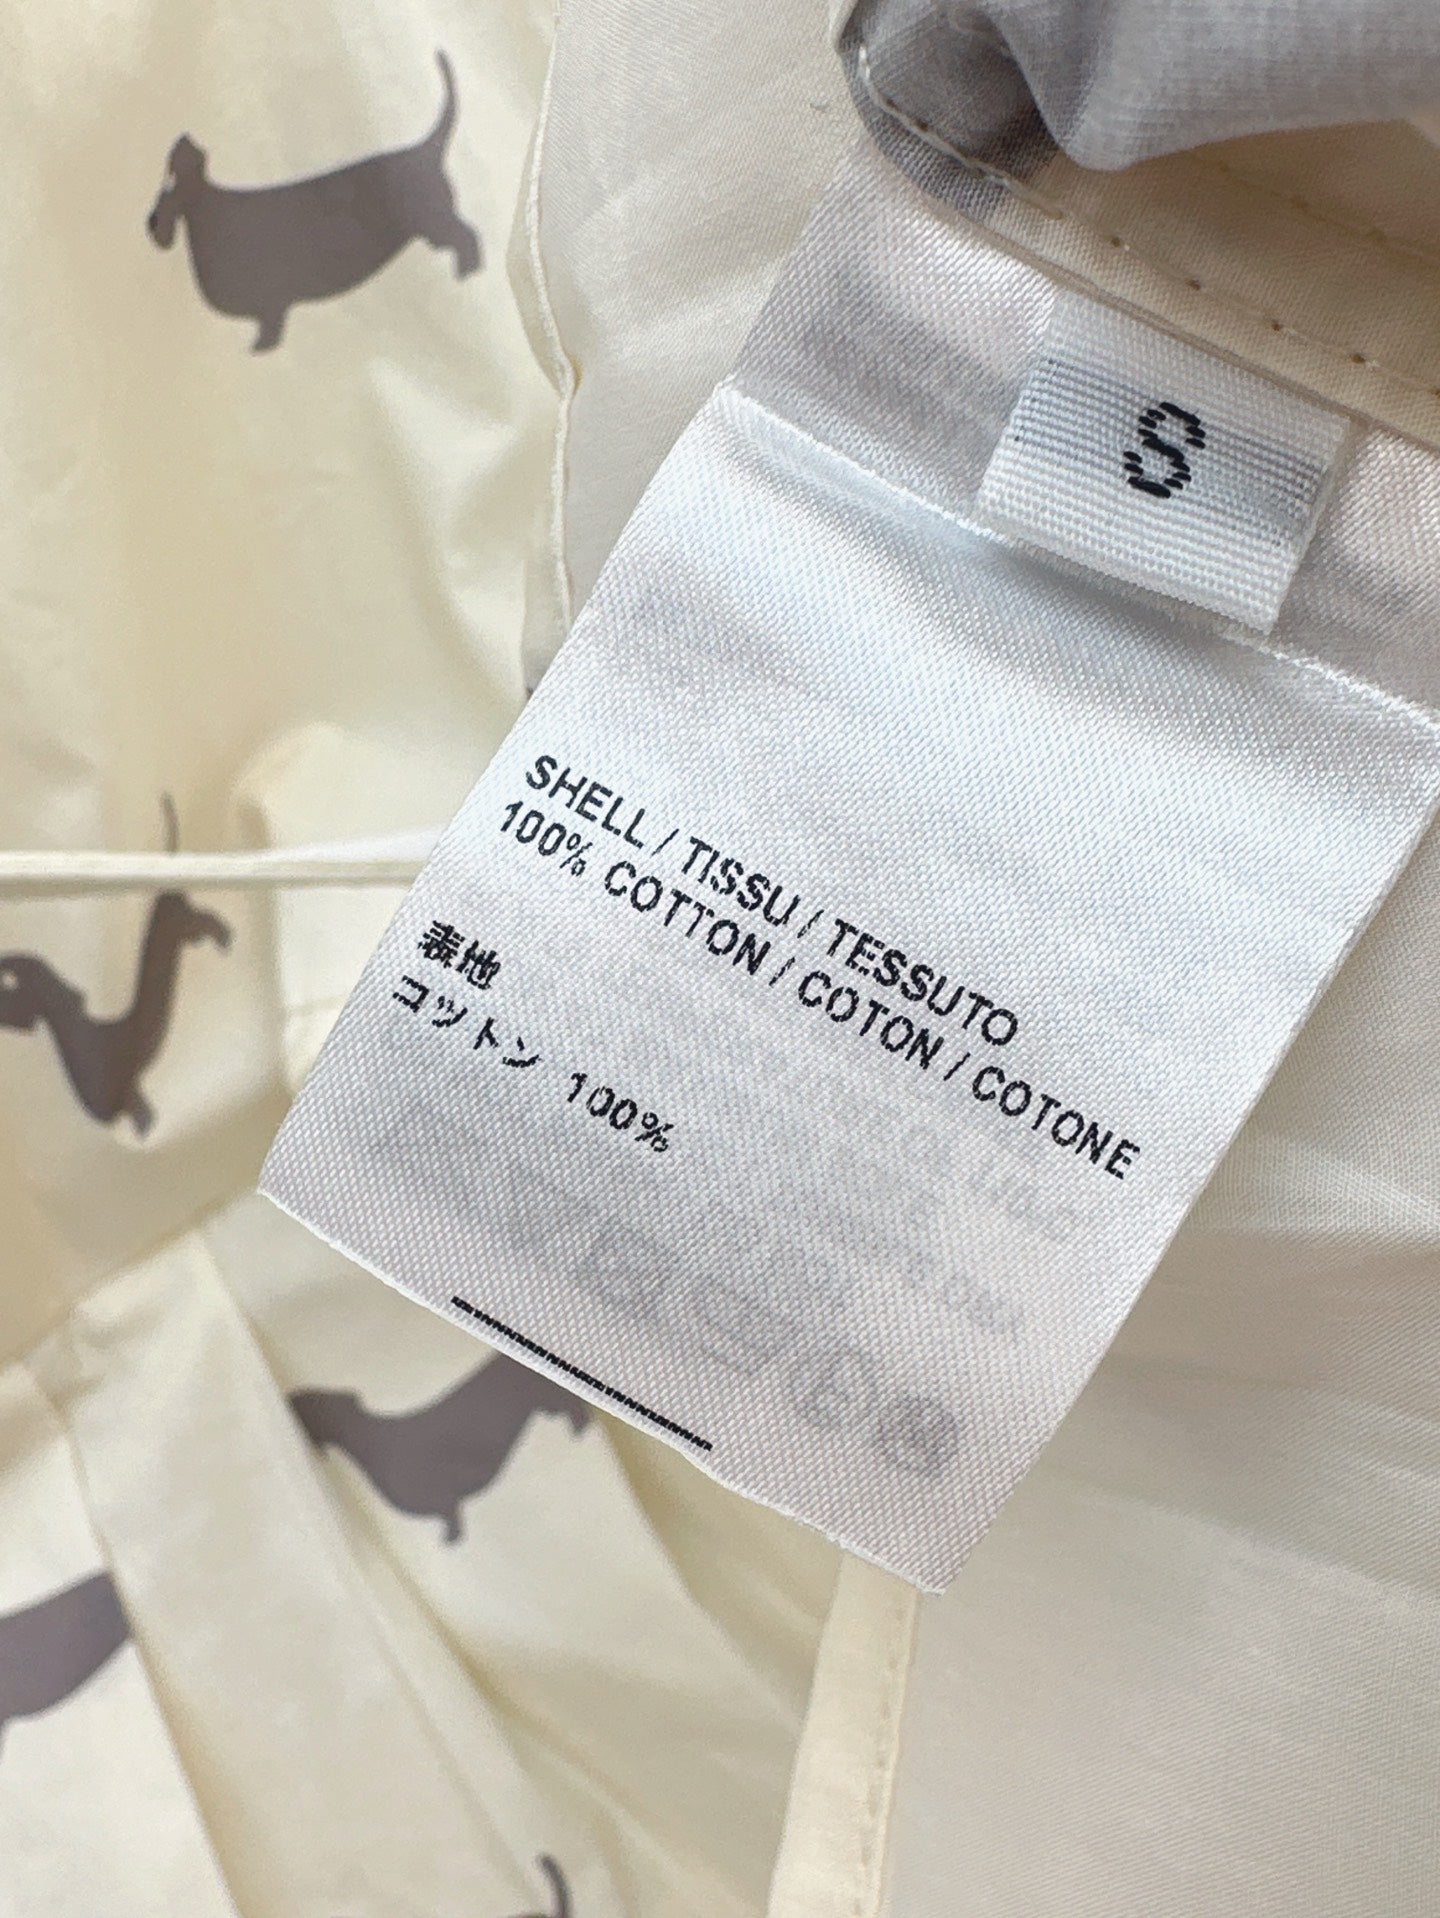 S
SHELL / TISSU / TESSUTO
100% COTTON / COTON / COTONE
表地
コットン 100%